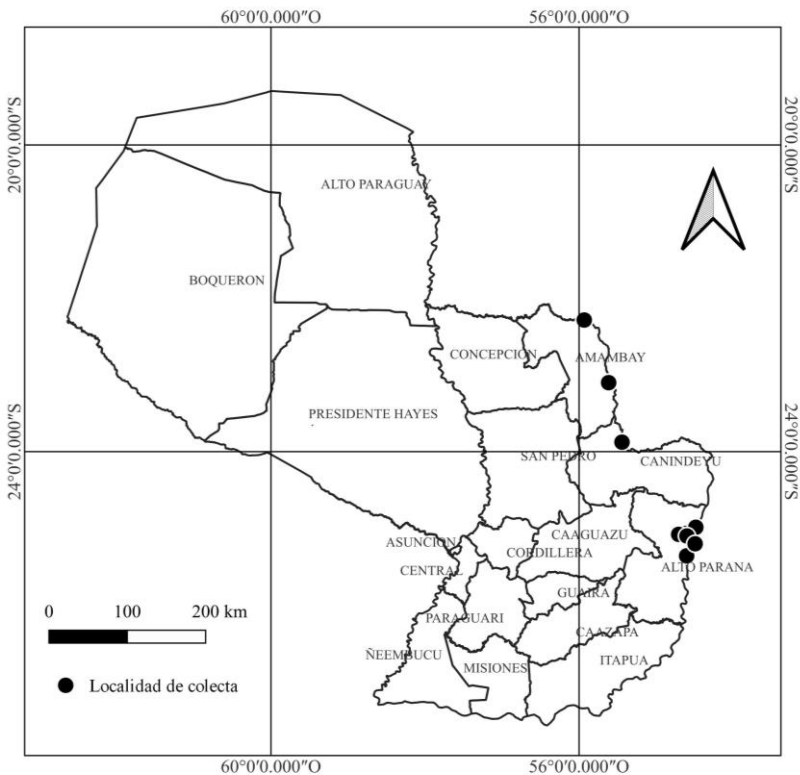 60°0'0.000"O 56°0'0.000"O
20°0'0.000"S 20°0'0.000"S
ALTO PARAGUAY
BOQUERON
CONCEPCIÓN
AMAMBAY
PRESIDENTE HAYES
24°0'0.000"S 24°0'0.000"S
SAN PEDRO
CANINDEYU
CAAGUAZU
ASUNCION
CORDILLERA
CENTRAL
ALTO PARANA
GUAIRA
0 100 200 km
PARAGUARI
CAAZAPA
ÑEEMBUCU
ITAPUA
MISIONES
Localidad de colecta
60°0'0.000"O 56°0'0.000"O